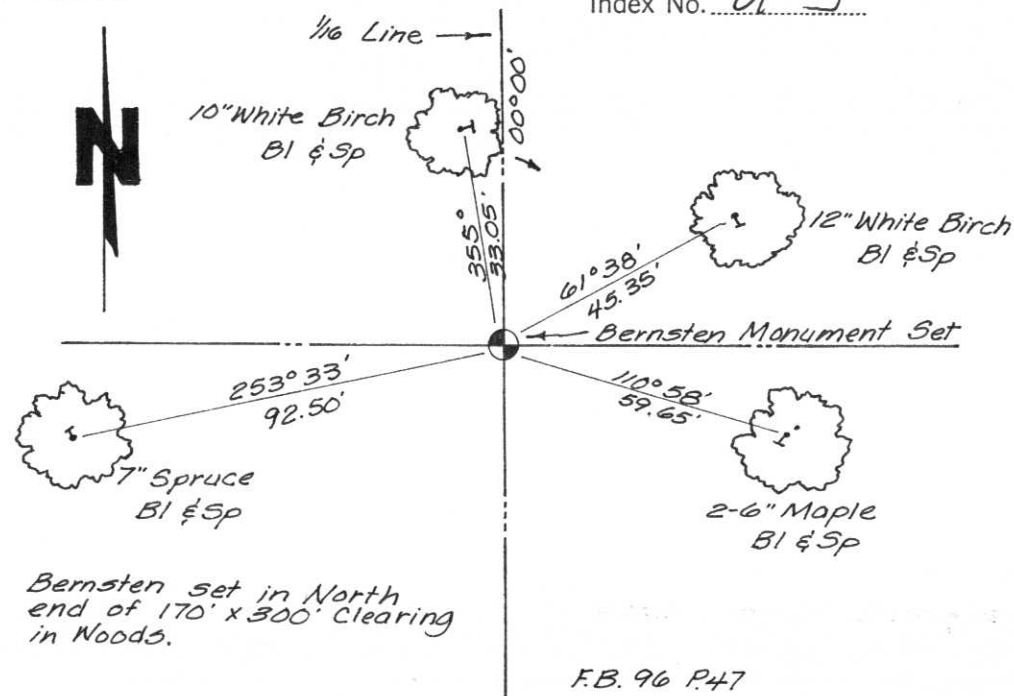 Index No.
1/16 Line
00°00'
N
10" White Birch
Bl & Sp
355°
33.05'
12" White Birch
Bl & Sp
61°38'
45.35'
Bernsten Monument Set
253°33'
92.50'
110°58'
59.65'
7" Spruce
Bl & Sp
2-6" Maple
Bl & Sp
Bernsten set in North
end of 170' x 300' Clearing
in Woods.
F.B. 96 P.47